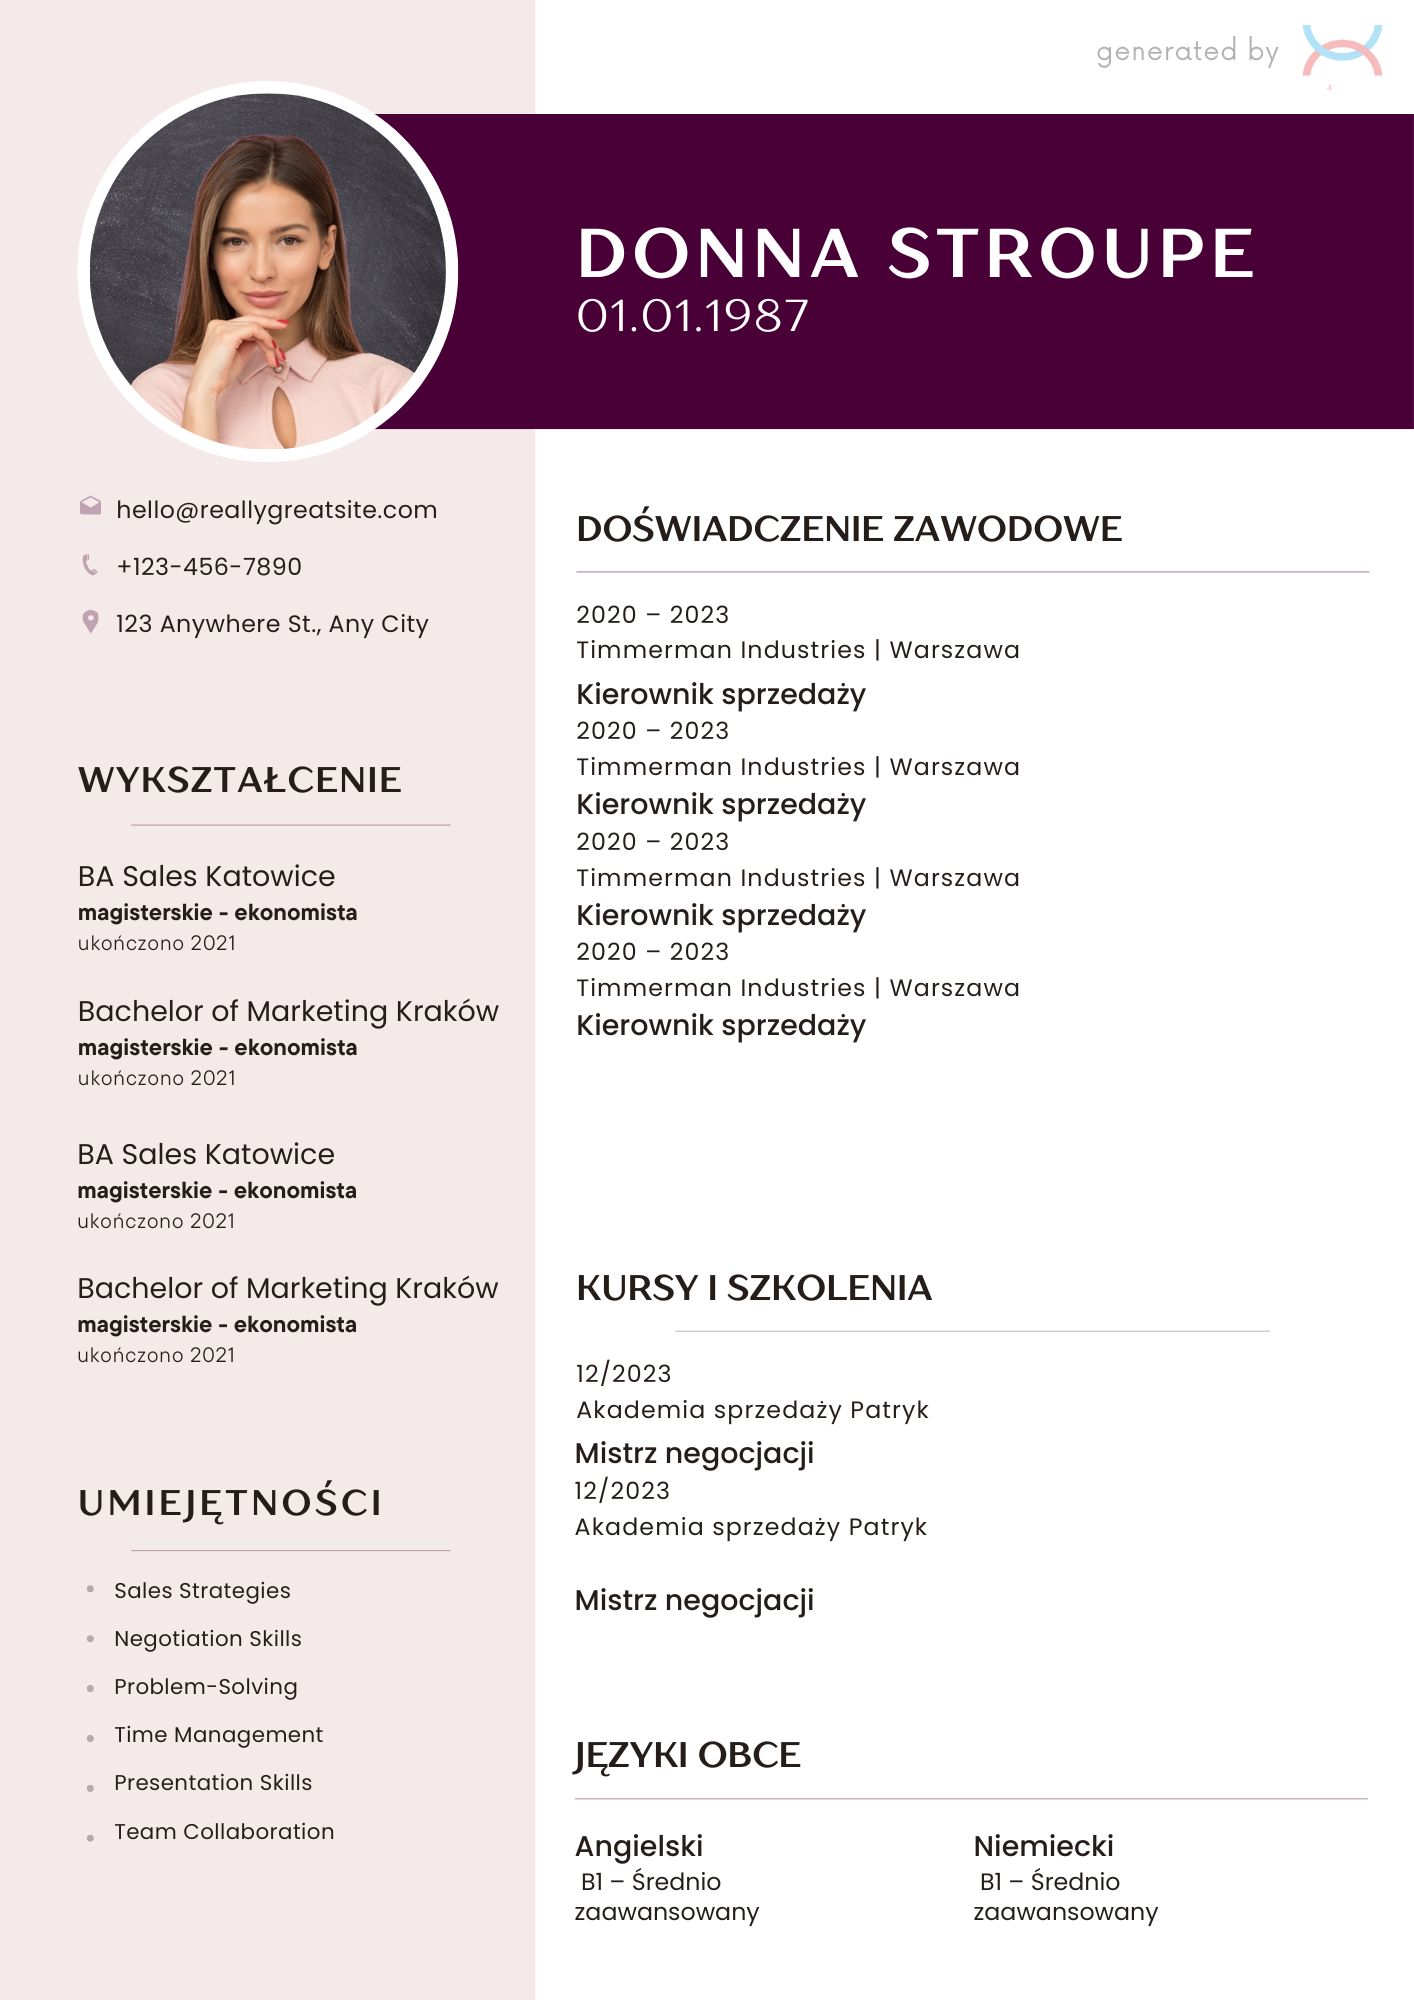 generated by
4
DONNA STROUPE
01.01.1987
hello@reallygreatsite.com
+123-456-7890
123 Anywhere St., Any City
WYKSZTAŁCENIE
BA Sales Katowice
magisterskie - ekonomista
ukończono 2021
Bachelor of Marketing Kraków
magisterskie - ekonomista
ukończono 2021
BA Sales Katowice
magisterskie - ekonomista
ukończono 2021
Bachelor of Marketing Kraków
magisterskie - ekonomista
ukończono 2021
UMIEJĘTNOŚCI
Sales Strategies
Negotiation Skills
Problem-Solving
Time Management
Presentation Skills
Team Collaboration
DOŚWIADCZENIE ZAWODOWE
2020 – 2023
Timmerman Industries | Warszawa
Kierownik sprzedaży
2020 – 2023
Timmerman Industries | Warszawa
Kierownik sprzedaży
2020 – 2023
Timmerman Industries | Warszawa
Kierownik sprzedaży
2020 – 2023
Timmerman Industries | Warszawa
Kierownik sprzedaży
KURSY I SZKOLENIA
12/2023
Akademia sprzedaży Patryk
Mistrz negocjacji
12/2023
Akademia sprzedaży Patryk
Mistrz negocjacji
JĘZYKI OBCE
Angielski
B1 – Średnio
zaawansowany
Niemiecki
B1 – Średnio
zaawansowany